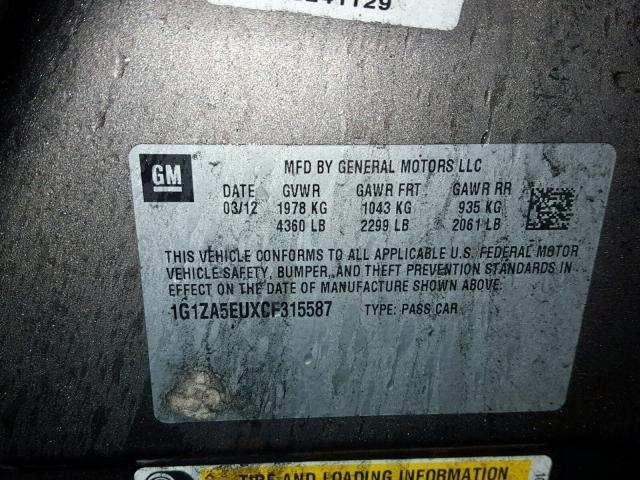 GM
MFD BY GENERAL MOTORS LLC
DATE GVWR GAWR FRT GAWR RR
03/12 1978 KG 1043 KG 935 KG
4360 LB 2299 LB 2061 LB
THIS VEHICLE CONFORMS TO ALL APPLICABLE U.S. FEDERAL MOTOR
VEHICLE SAFETY, BUMPER, AND THEFT PREVENTION STANDARDS IN
EFFECT ON THE DATE OF MANUFACTURE SHOWN ABOVE.
1G1ZA5EUXCF315587 TYPE: PASS CAR
TIRE AND LOADING INFORMATION